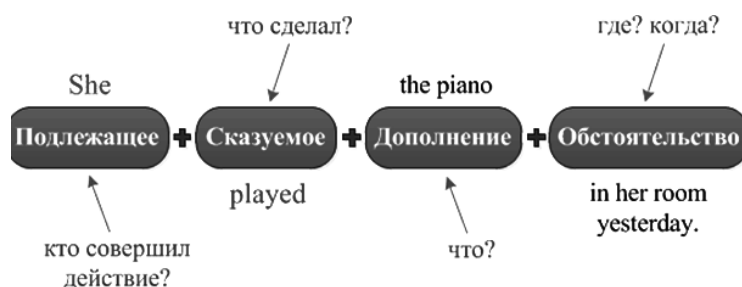 что сделал?
где? когда?
She
the piano
Подлежащее + Сказуемое + Дополнение + Обстоятельство
played
in her room
yesterday.
кто совершил
действие?
что?